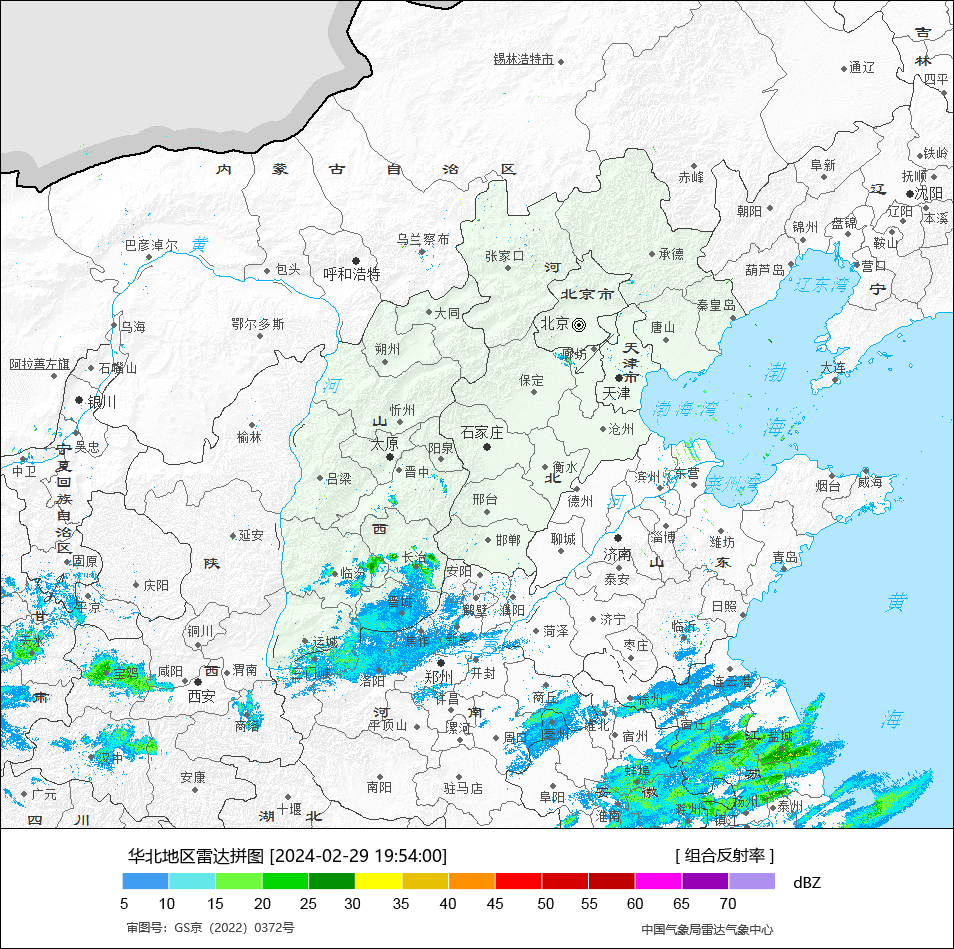 吉
锡林浩特市
林
通辽
四平
铁岭
内 蒙 古 自 治 区
阜新
抚顺
赤峰
辽
沈阳
朝阳
辽阳
本溪
锦州
盘锦
鞍山
巴彦淖尔
黄
乌兰察布
张家口
承德
河
葫芦岛
营口
包头
呼和浩特
辽东湾
宁
北京市
秦皇岛
大同
乌海
鄂尔多斯
北京
唐山
朔州
廊坊
天津市
阿拉善左旗
石嘴山
保定
大连
渤
河
天津
银川
忻州
渤海湾
山
沧州
海
榆林
太原
石家庄
吴忠
阳泉
宁夏回族自治区
中卫
晋中
衡水
吕梁
北
滨州
东营
莱州湾
烟台
威海
邢台
德州
河
西
延安
邯郸
聊城
济南
淄博
潍坊
陕
固原
长治
临汾
安阳
山
东
青岛
庆阳
泰安
平凉
晋城
鹤壁
濮阳
日照
甘
济宁
黄
铜川
菏泽
临沂
天水
运城
焦作
新乡
枣庄
咸阳
西
渭南
宝鸡
三门峡
洛阳
郑州
开封
连云港
西安
肃
许昌
商丘
徐州
河
南
商洛
平顶山
漯河
周口
亳州
淮北
宿州
宿迁
江
盐城
海
淮安
汉中
安康
南阳
驻马店
蚌埠
苏
广元
阜阳
安
徽
淮南
滁州
扬州
泰州
镇江
四
川
湖
十堰
北
华北地区雷达拼图 [2024-02-29 19:54:00]
[ 组合反射率 ]
5 10 15 20 25 30 35 40 45 50 55 60 65 70 dBZ
审图号：GS京（2022）0372号
中国气象局雷达气象中心